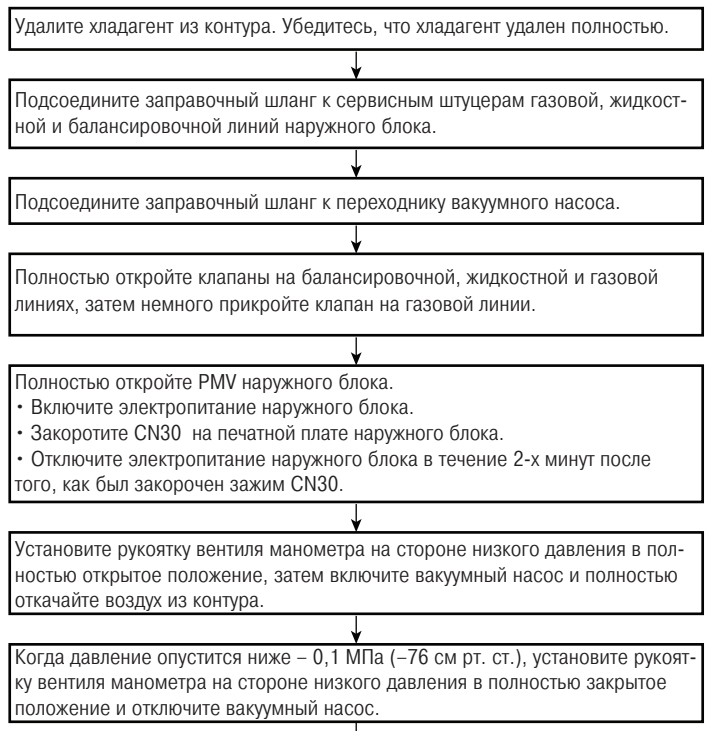 Удалите хладагент из контура. Убедитесь, что хладагент удален полностью.
Подсоедините заправочный шланг к сервисным штуцерам газовой, жидкост-
ной и балансировочной линий наружного блока.
Подсоедините заправочный шланг к переходнику вакуумного насоса.
Полностью откройте клапаны на балансировочной, жидкостной и газовой
линиях, затем немного прикройте клапан на газовой линии.
Полностью откройте PMV наружного блока.
・Включите электропитание наружного блока.
・Закоротите CN30 на печатной плате наружного блока.
・Отключите электропитание наружного блока в течение 2-х минут после
того, как был закорочен зажим CN30.
Установите рукоятку вентиля манометра на стороне низкого давления в пол-
ностью открытое положение, затем включите вакуумный насос и полностью
откачайте воздух из контура.
Когда давление опустится ниже – 0,1 МПа (–76 см рт. ст.), установите рукоят-
ку вентиля манометра на стороне низкого давления в полностью закрытое
положение и отключите вакуумный насос.